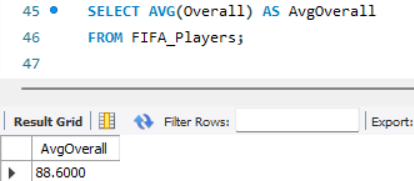 45 SELECT AVG(Overall) AS AvgOverall
46 FROM FIFA_Players;
47
Result Grid Filter Rows: Export:
AvgOverall
88.6000